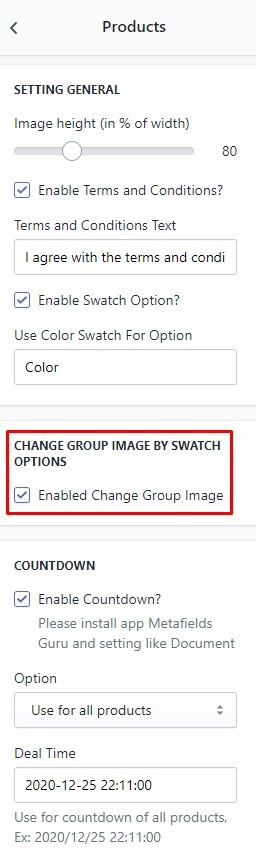 Products
SETTING GENERAL
Image height (in % of width)
80
Enable Terms and Conditions?
Terms and Conditions Text
I agree with the terms and condi
Enable Swatch Option?
Use Color Swatch For Option
Color
CHANGE GROUP IMAGE BY SWATCH
OPTIONS
Enabled Change Group Image
COUNTDOWN
Enable Countdown?
Please install app Metafields
Guru and setting like Document
Option
Use for all products
Deal Time
2020-12-25 22:11:00
Use for countdown of all products,
Ex: 2020/12/25 22:11:00